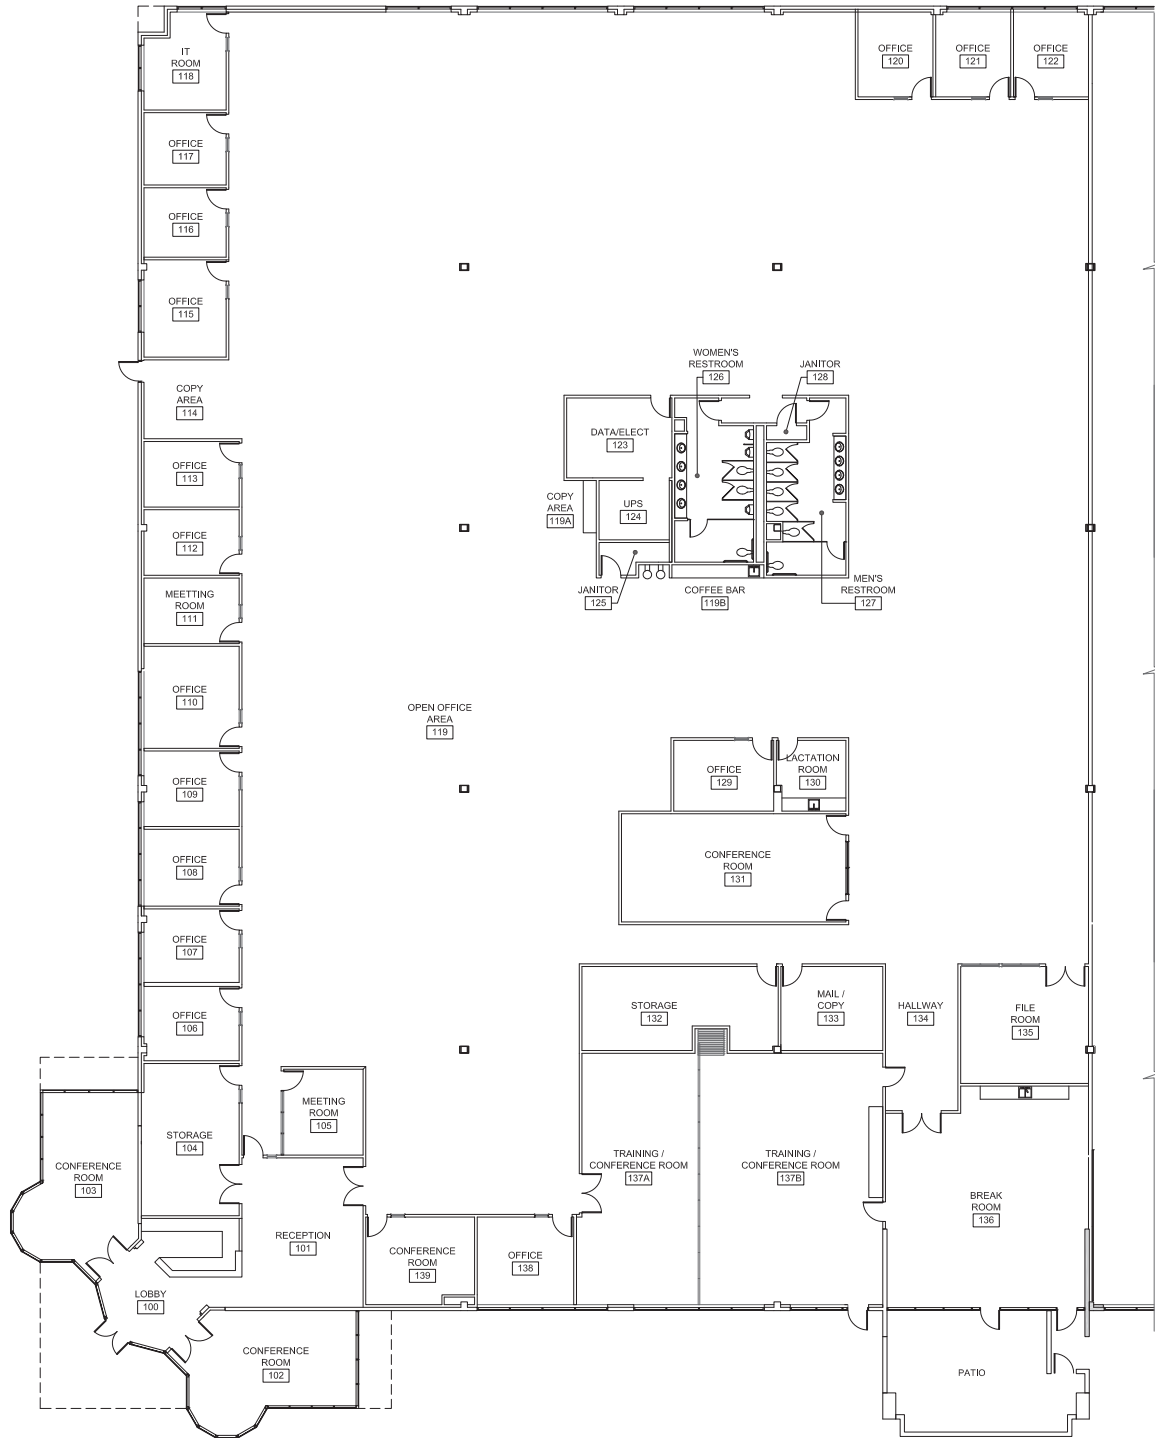 IT
ROOM
118
OFFICE
120
OFFICE
121
OFFICE
122
OFFICE
117
OFFICE
116
OFFICE
115
COPY
AREA
114
WOMEN'S
RESTROOM
126
JANITOR
128
DATA/ELECT
123
OFFICE
113
COPY
AREA
119A
UPS
124
OFFICE
112
MEETTING
ROOM
111
JANITOR
125
COFFEE BAR
119B
MEN'S
RESTROOM
127
OFFICE
110
OPEN OFFICE
AREA
119
OFFICE
109
OFFICE
129
LACTATION
ROOM
130
OFFICE
108
CONFERENCE
ROOM
131
OFFICE
107
OFFICE
106
STORAGE
132
MAIL /
COPY
133
HALLWAY
134
FILE
ROOM
135
MEETING
ROOM
105
STORAGE
104
CONFERENCE
ROOM
103
TRAINING /
CONFERENCE ROOM
137A
TRAINING /
CONFERENCE ROOM
137B
BREAK
ROOM
136
RECEPTION
101
CONFERENCE
ROOM
139
OFFICE
138
LOBBY
100
CONFERENCE
ROOM
102
PATIO